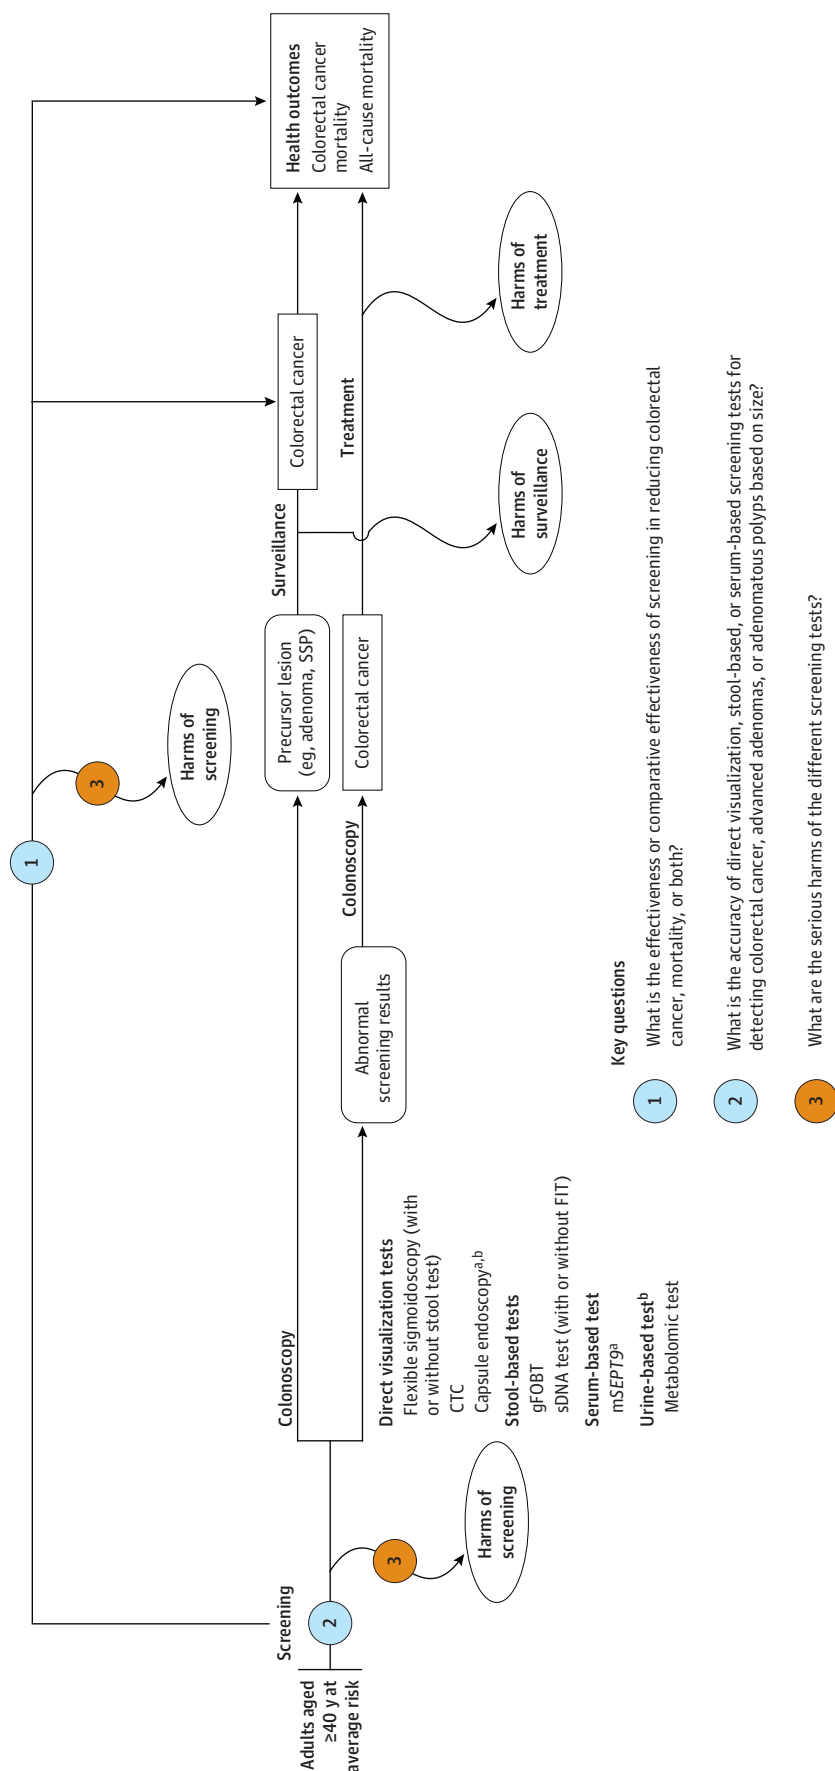 Adults aged
≥40 y at
average risk
Screening
2
3
Harms of
screening
1
3
Harms of
screening
Colonoscopy
Direct visualization tests
Flexible sigmoidoscopy (with
or without stool test)
CTC
Capsule endoscopya,b
Stool-based tests
gFOBT
sDNA test (with or without FIT)
Serum-based test
mSEPT9a
Urine-based testb
Metabolomic test
Abnormal
screening results
Colonoscopy
Precursor lesion
(eg, adenoma, SSP)
Colorectal cancer
Surveillance
Harms of
surveillance
Colorectal cancer
Treatment
Harms of
treatment
Health outcomes
Colorectal cancer
mortality
All-cause mortality
Key questions
1 What is the effectiveness or comparative effectiveness of screening in reducing colorectal
cancer, mortality, or both?
2 What is the accuracy of direct visualization, stool-based, or serum-based screening tests for
detecting colorectal cancer, advanced adenomas, or adenomatous polyps based on size?
3 What are the serious harms of the different screening tests?